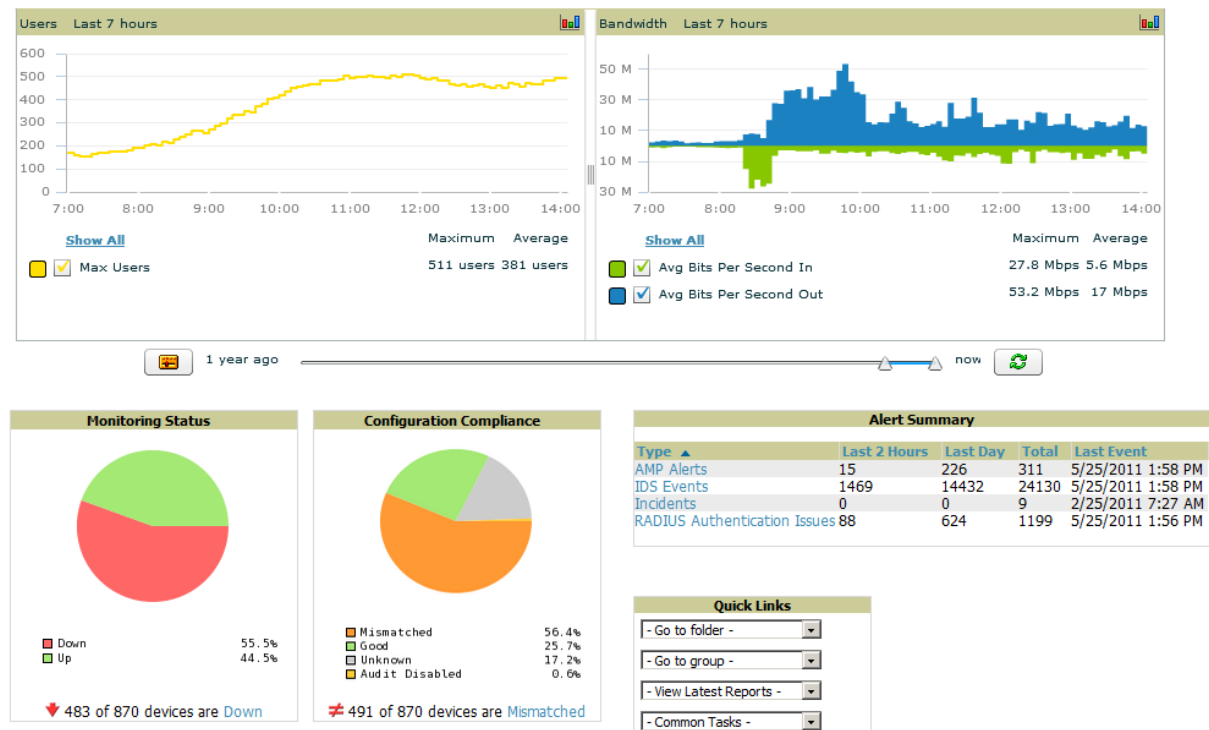 Users Last 7 hours
600
500
400
300
200
100
0
7:00 8:00 9:00 10:00 11:00 12:00 13:00 14:00
Show All Maximum Average
Max Users 511 users 381 users
Bandwidth Last 7 hours
50 M
30 M
10 M
10 M
30 M
7:00 8:00 9:00 10:00 11:00 12:00 13:00 14:00
Show All Maximum Average
Avg Bits Per Second In 27.8 Mbps 5.6 Mbps
Avg Bits Per Second Out 53.2 Mbps 17 Mbps
1 year ago now
Monitoring Status
Down 55.5%
Up 44.5%
483 of 870 devices are Down
Configuration Compliance
Mismatched 56.4%
Good 25.7%
Unknown 17.2%
Audit Disabled 0.6%
491 of 870 devices are Mismatched
Alert Summary
Type Last 2 Hours Last Day Total Last Event
AMP Alerts 15 226 311 5/25/2011 1:58 PM
IDS Events 1469 14432 24130 5/25/2011 1:58 PM
Incidents 0 0 9 2/25/2011 7:27 AM
RADIUS Authentication Issues 88 624 1199 5/25/2011 1:56 PM
Quick Links
- Go to folder -
- Go to group -
- View Latest Reports -
- Common Tasks -